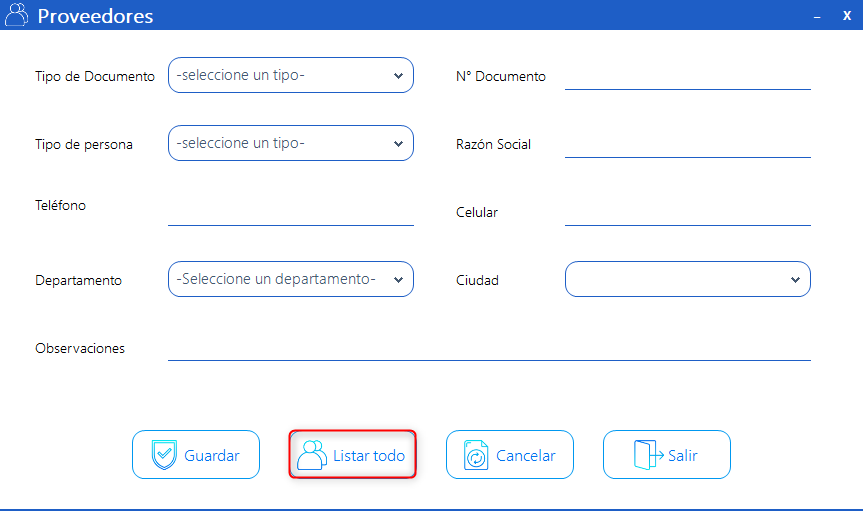 Proveedores
Tipo de Documento -seleccione un tipo- N° Documento
Tipo de persona -seleccione un tipo- Razón Social
Teléfono Celular
Departamento -Seleccione un departamento- Ciudad
Observaciones
Guardar Listar todo Cancelar Salir